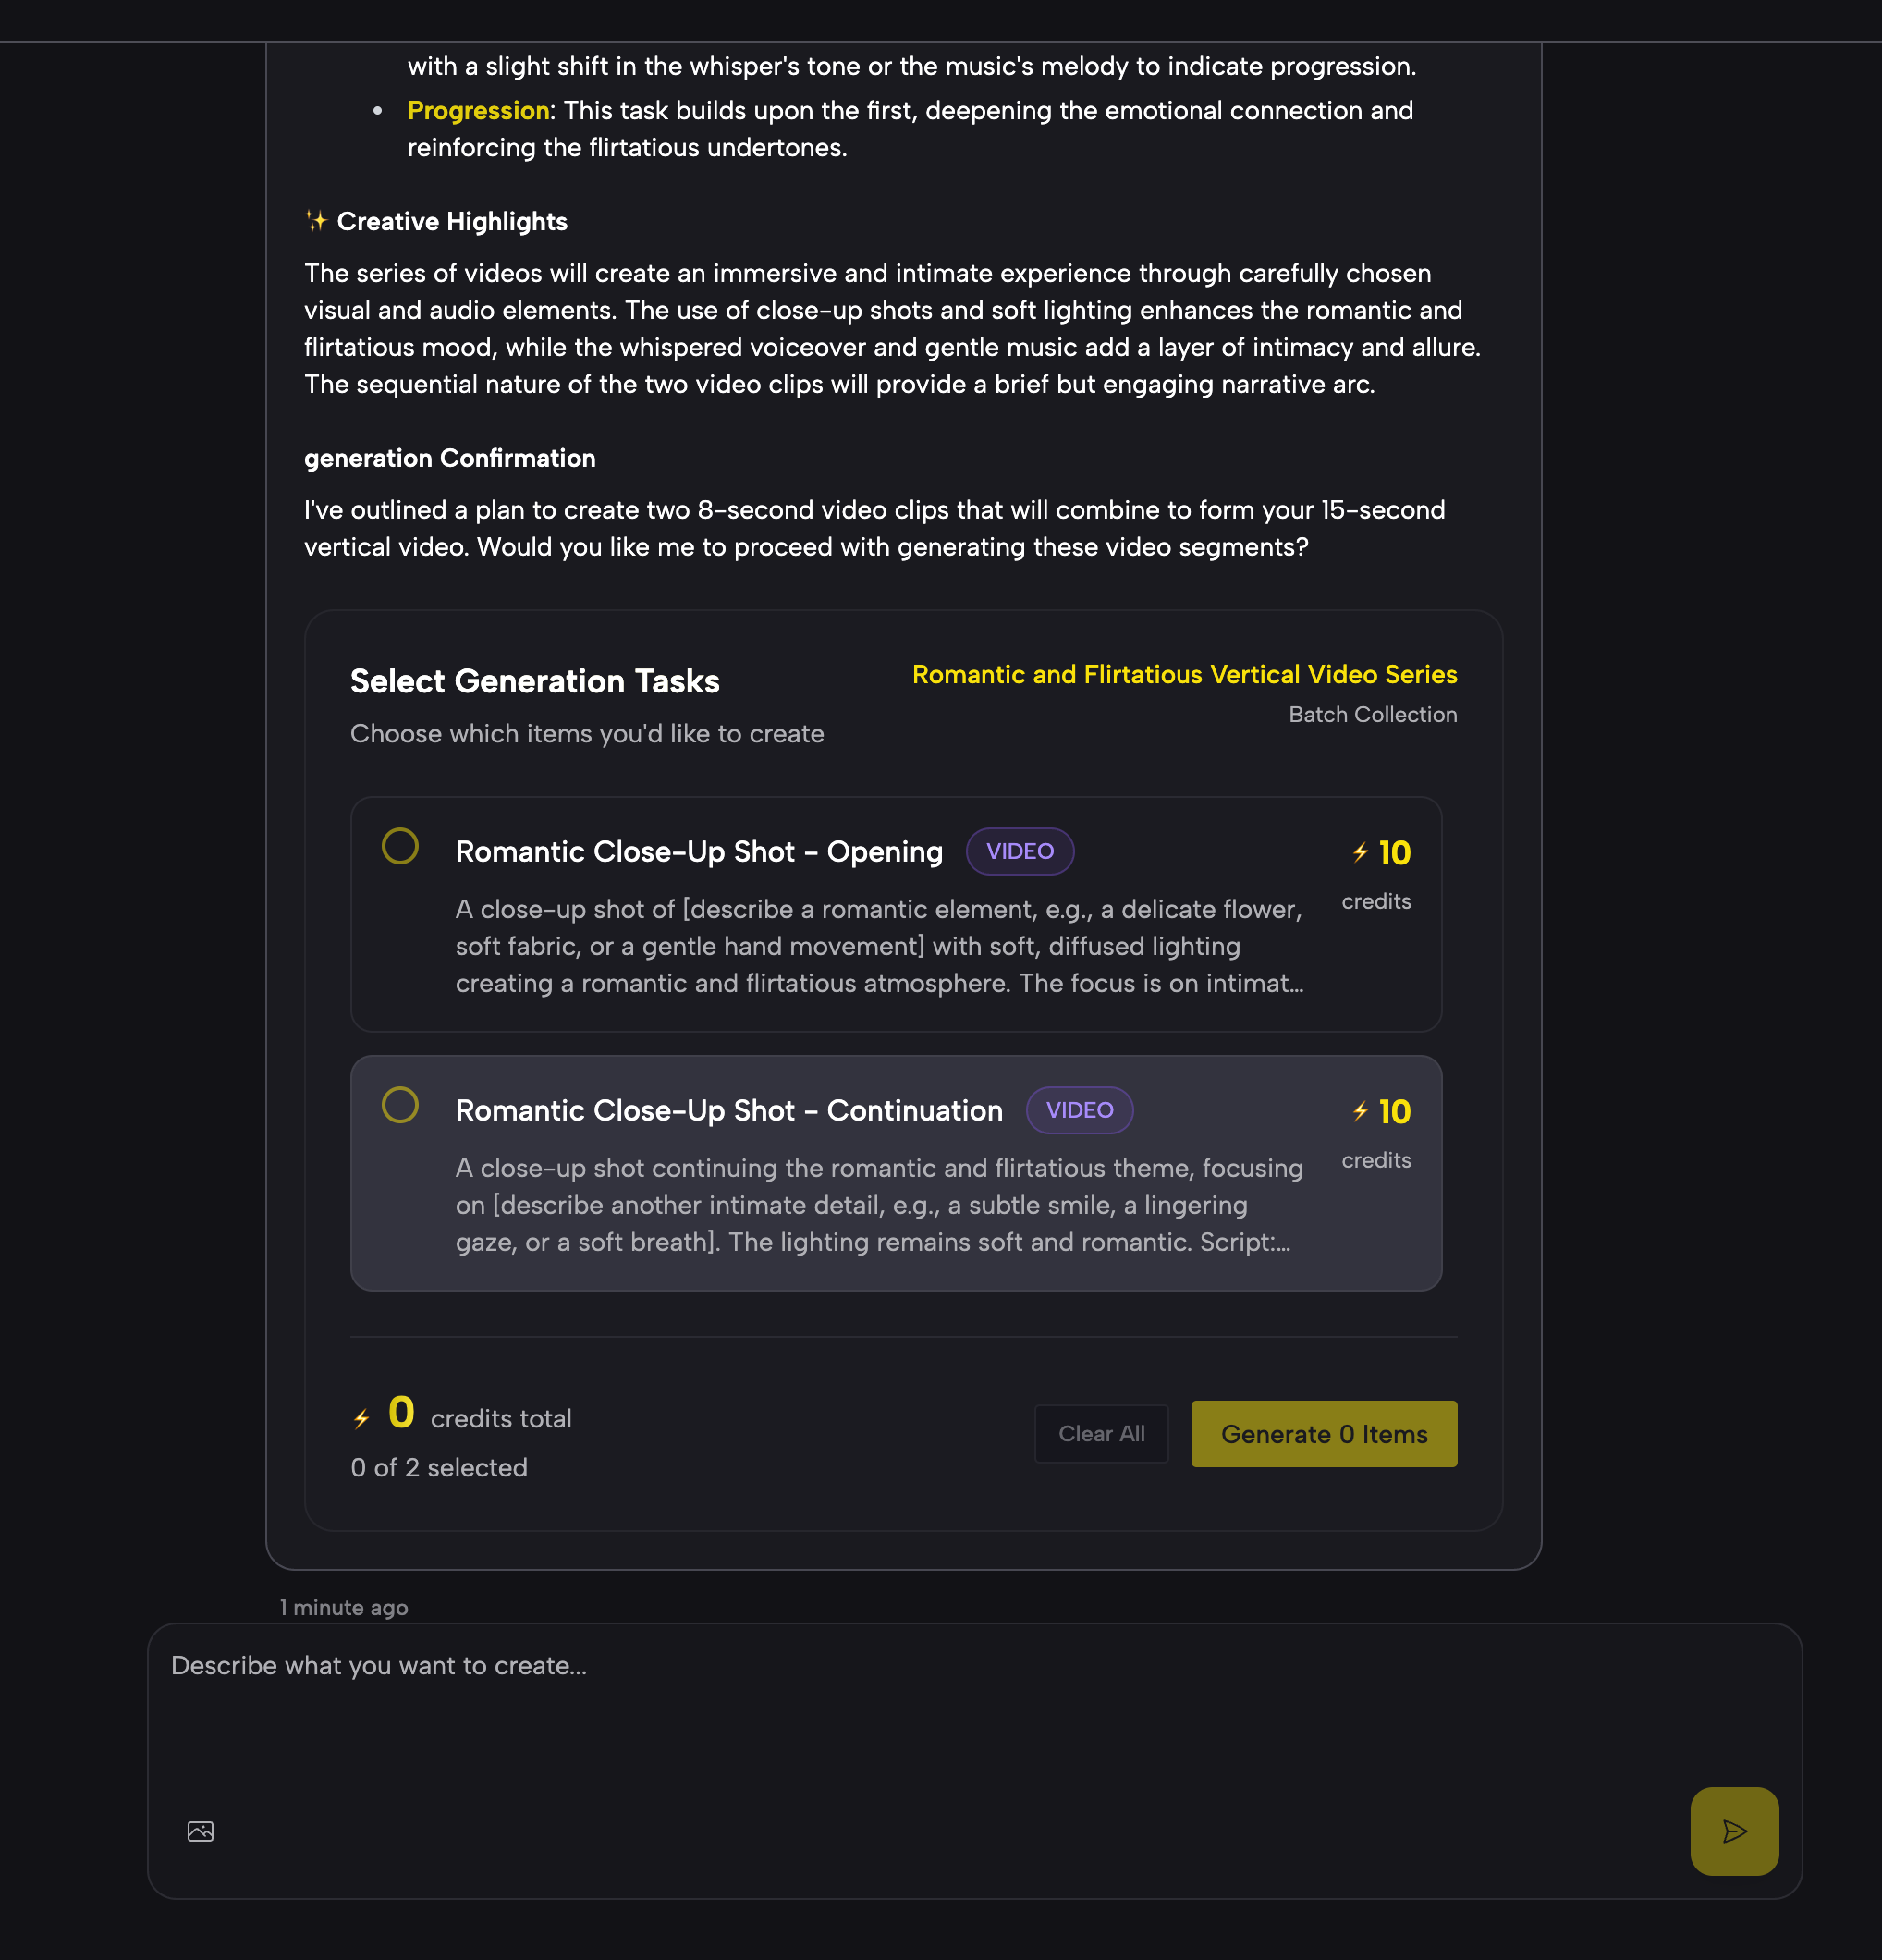 with a slight shift in the whisper's tone or the music's melody to indicate progression.
• Progression: This task builds upon the first, deepening the emotional connection and
reinforcing the flirtatious undertones.
✨ Creative Highlights
The series of videos will create an immersive and intimate experience through carefully chosen
visual and audio elements. The use of close-up shots and soft lighting enhances the romantic and
flirtatious mood, while the whispered voiceover and gentle music add a layer of intimacy and allure.
The sequential nature of the two video clips will provide a brief but engaging narrative arc.
generation Confirmation
I've outlined a plan to create two 8-second video clips that will combine to form your 15-second
vertical video. Would you like me to proceed with generating these video segments?
Select Generation Tasks
Romantic and Flirtatious Vertical Video Series
Batch Collection
Choose which items you'd like to create
Romantic Close-Up Shot - Opening VIDEO
⚡ 10
credits
A close-up shot of [describe a romantic element, e.g., a delicate flower,
soft fabric, or a gentle hand movement] with soft, diffused lighting
creating a romantic and flirtatious atmosphere. The focus is on intimat...
Romantic Close-Up Shot - Continuation VIDEO
⚡ 10
credits
A close-up shot continuing the romantic and flirtatious theme, focusing
on [describe another intimate detail, e.g., a subtle smile, a lingering
gaze, or a soft breath]. The lighting remains soft and romantic. Script:...
⚡ 0 credits total
0 of 2 selected
Clear All
Generate 0 Items
1 minute ago
Describe what you want to create...